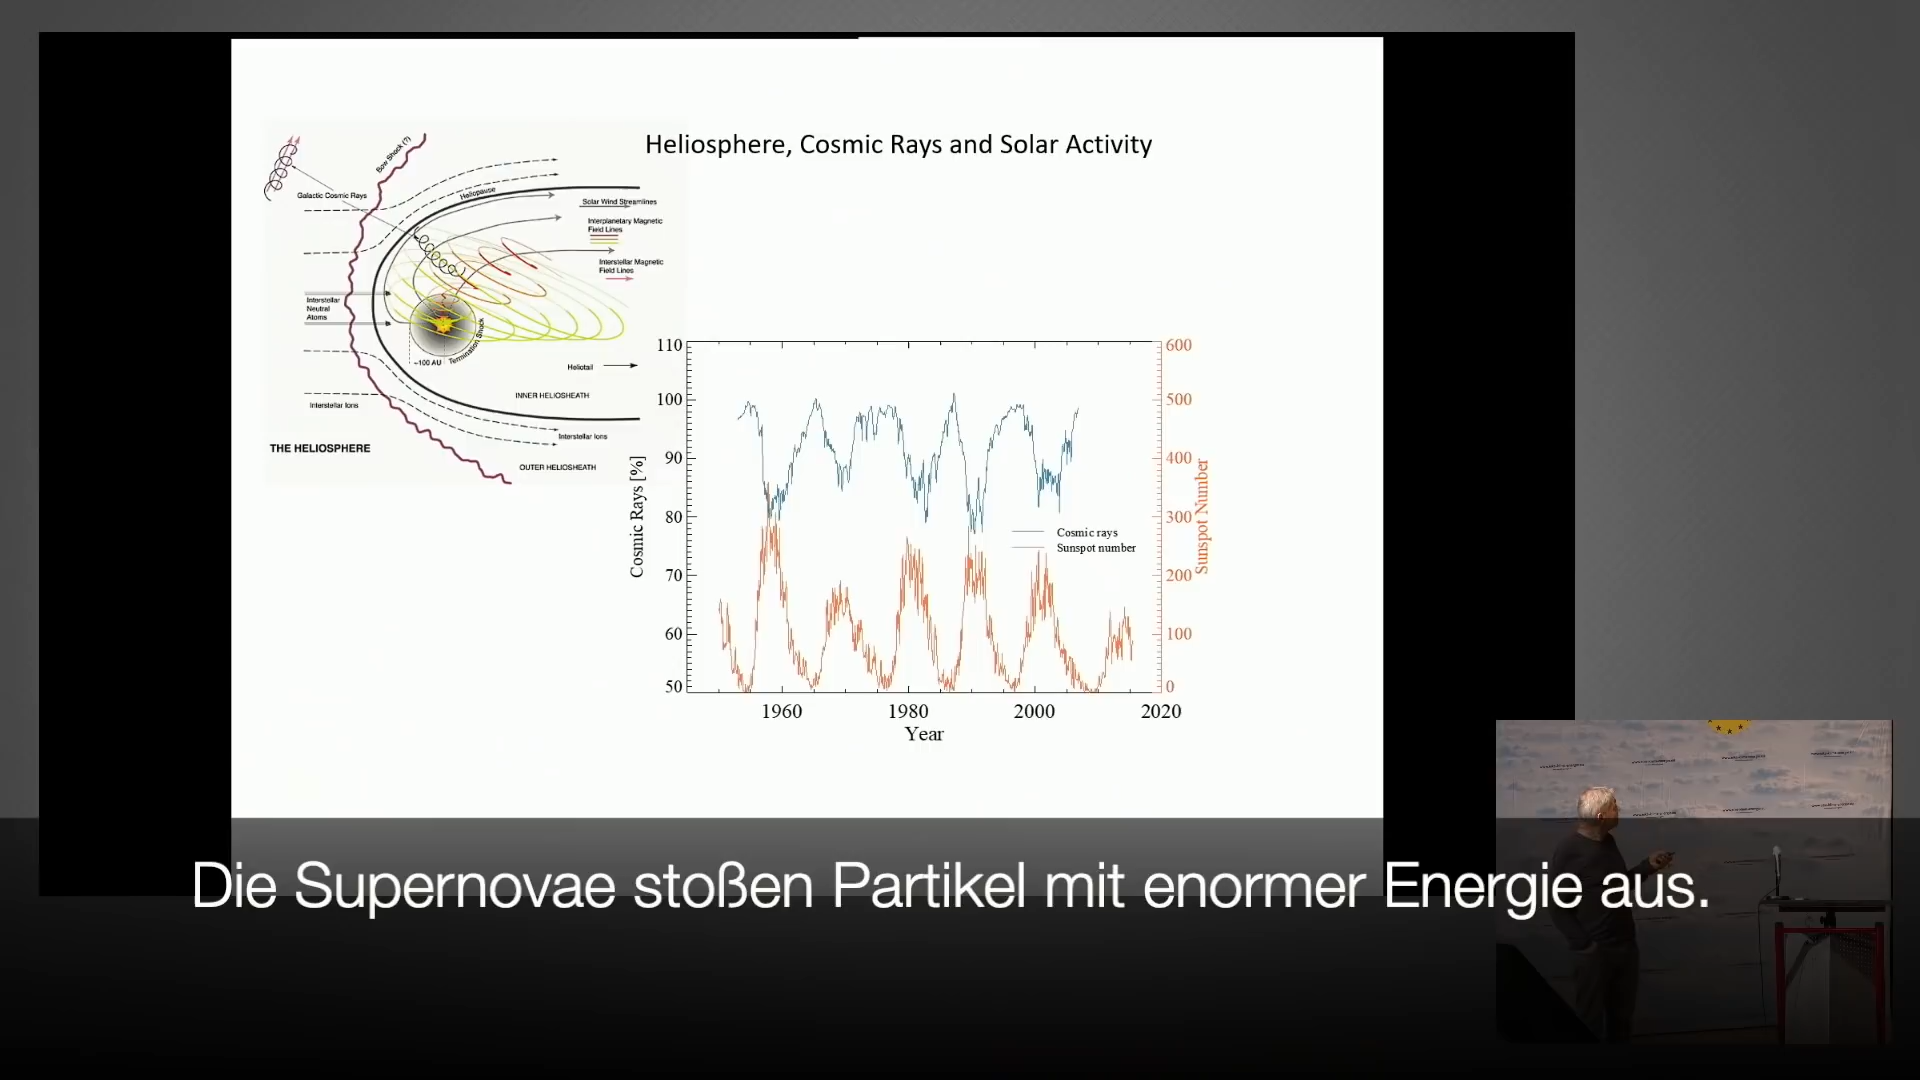 Heliosphere, Cosmic Rays and Solar Activity
Bow Shock (?)
Galactic Cosmic Rays
Heliopause
Solar Wind Streamlines
Interplanetary Magnetic
Field Lines
Interstellar Magnetic
Field Lines
Interstellar
Neutral
Atoms
Termination Shock
~100 AU
Heliotail
INNER HELIOSHEATH
Interstellar Ions
Interstellar Ions
THE HELIOSPHERE
OUTER HELIOSHEATH
110
100
90
80
70
60
50
Cosmic Rays [%]
600
500
400
300
200
100
0
Sunspot Number
Cosmic rays
Sunspot number
1960
1980
2000
2020
Year
Die Supernovae stoßen Partikel mit enormer Energie aus.